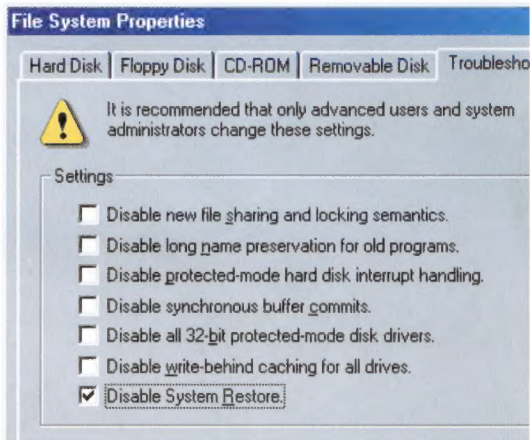 File System Properties
Hard Disk
Floppy Disk
CD-ROM
Removable Disk
Troublesho
It is recommended that only advanced users and system
administrators change these settings.
Settings
Disable new file sharing and locking semantics.
Disable long name preservation for old programs.
Disable protected-mode hard disk interrupt handling.
Disable synchronous buffer commits.
Disable all 32-bit protected-mode disk drivers.
Disable write-behind caching for all drives.
Disable System Restore.